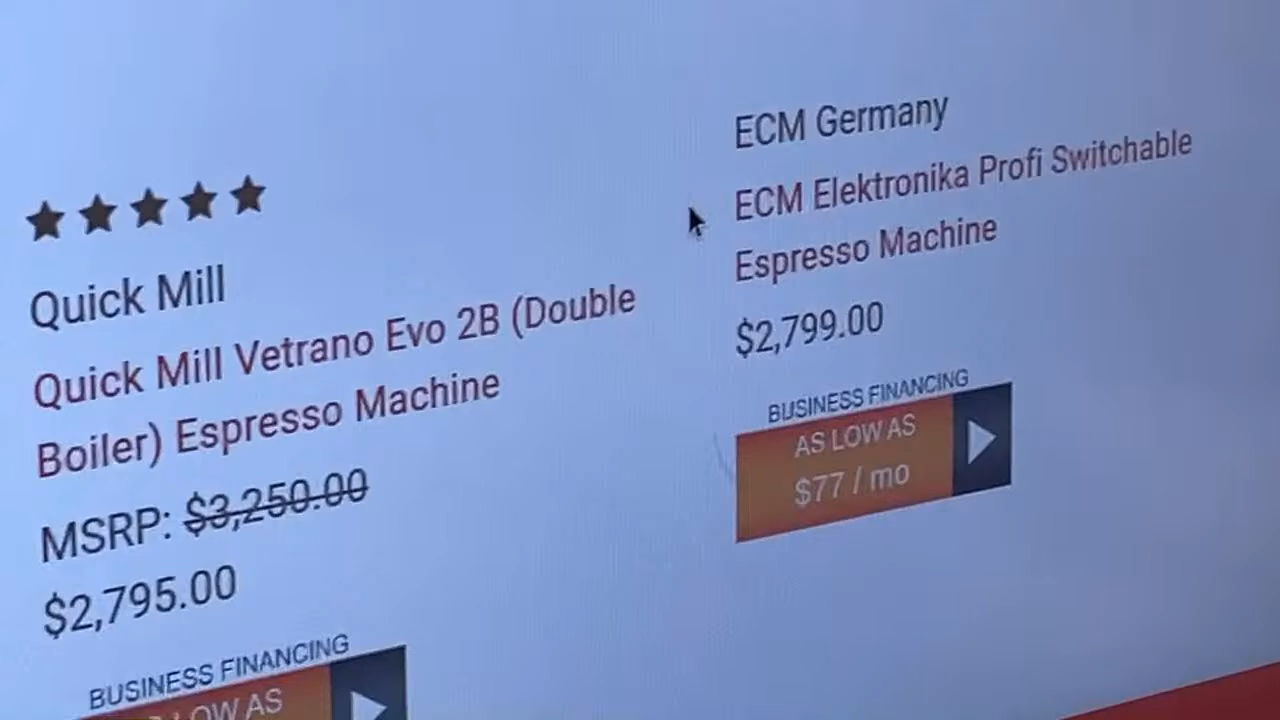 Quick Mill
Quick Mill Vetrano Evo 2B (Double
Boiler) Espresso Machine
MSRP: $3,250.00
$2,795.00
BUSINESS FINANCING
LOW AS
ECM Germany
ECM Elektronika Profi Switchable
Espresso Machine
$2,799.00
BUSINESS FINANCING
AS LOW AS
$77 / mo